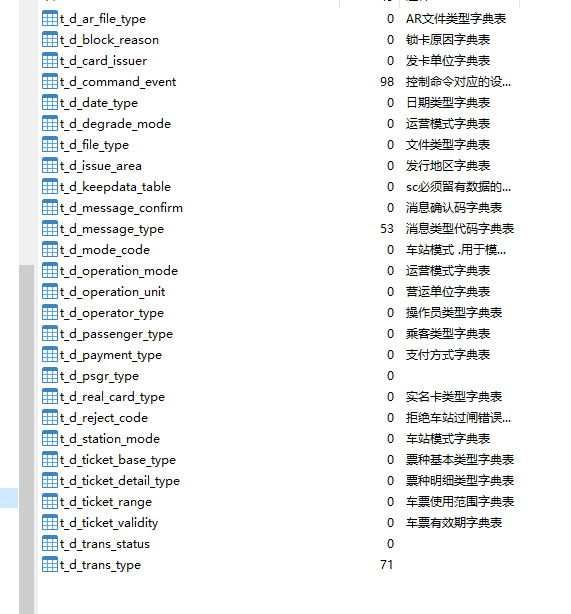 t_d_ar_file_type 0 AR文件类型字典表
t_d_block_reason 0 锁卡原因字典表
t_d_card_issuer 0 发卡单位字典表
t_d_command_event 98 控制命令对应的设...
t_d_date_type 0 日期类型字典表
t_d_degrade_mode 0 运营模式字典表
t_d_file_type 0 文件类型字典表
t_d_issue_area 0 发行地区字典表
t_d_keepdata_table 0 sc必须留有数据的...
t_d_message_confirm 0 消息确认码字典表
t_d_message_type 53 消息类型代码字典表
t_d_mode_code 0 车站模式 .用于模...
t_d_operation_mode 0 运营模式字典表
t_d_operation_unit 0 营运单位字典表
t_d_operator_type 0 操作员类型字典表
t_d_passenger_type 0 乘客类型字典表
t_d_payment_type 0 支付方式字典表
t_d_psgr_type 0
t_d_real_card_type 0 实名卡类型字典表
t_d_reject_code 0 拒绝车站过闸错误...
t_d_station_mode 0 车站模式字典表
t_d_ticket_base_type 0 票种基本类型字典表
t_d_ticket_detail_type 0 票种明细类型字典表
t_d_ticket_range 0 车票使用范围字典表
t_d_ticket_validity 0 车票有效期字典表
t_d_trans_status 0
t_d_trans_type 71